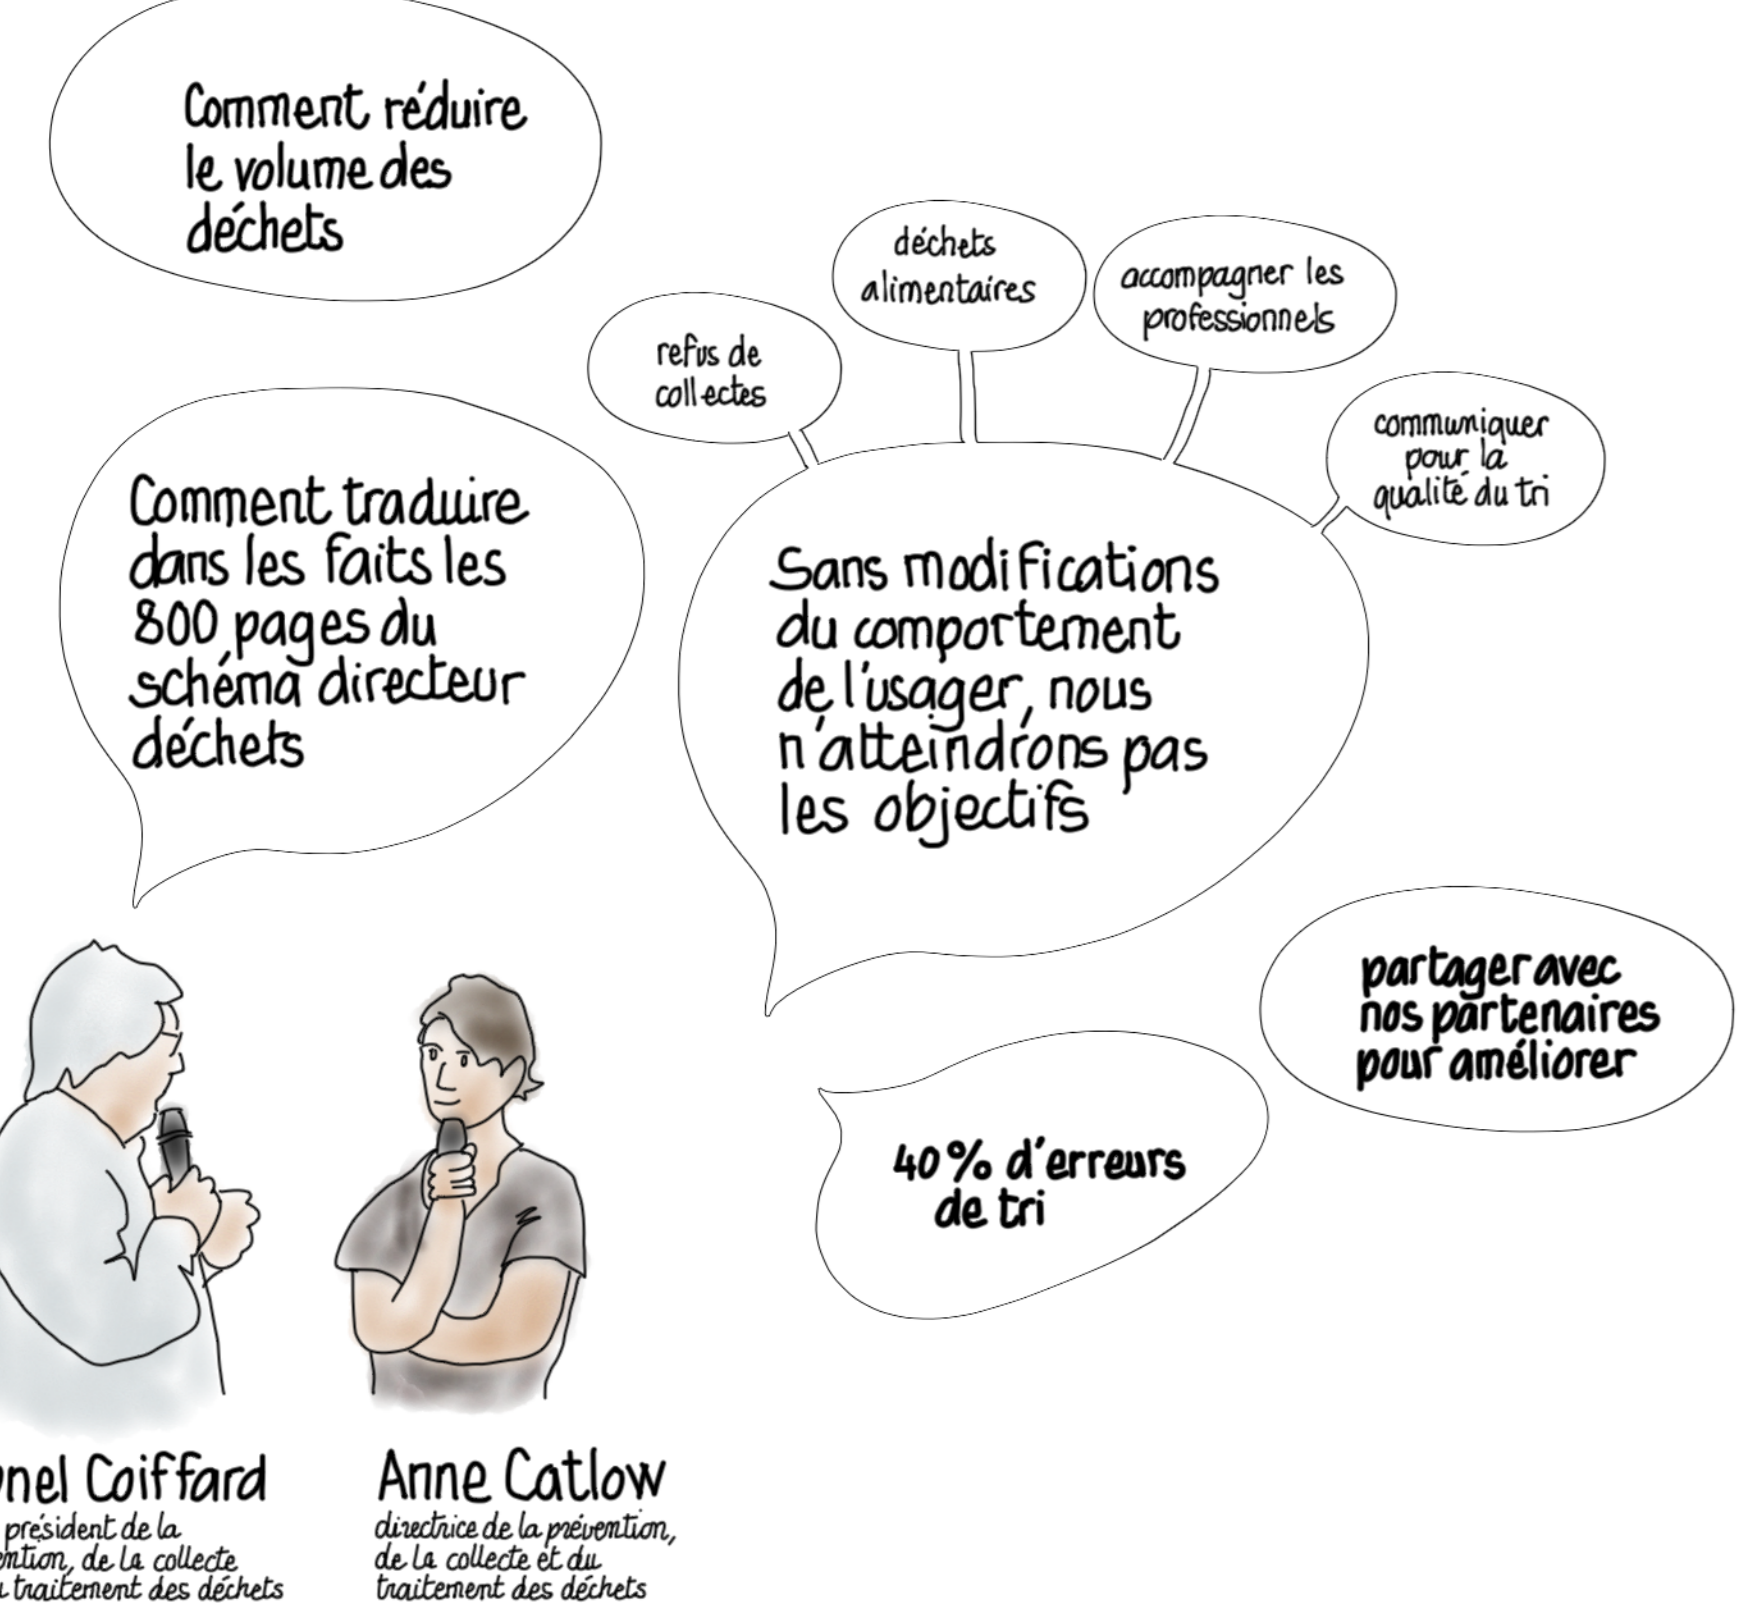 Comment réduire
le volume des
déchets
Comment traduire
dans les faits les
800 pages du
schéma directeur
déchets
refus de
collectes
déchets
alimentaires
accompagner les
professionnels
communiquer
pour la
qualité du tri
Sans modifications
du comportement
de l'usager, nous
n'atteindrons pas
les objectifs
partager avec
nos partenaires
pour améliorer
40% d'erreurs
de tri
nel Coiffard
président de la
ention, de la collecte
traitement des déchets
Anne Catlow
directrice de la prévention,
de la collecte et du
traitement des déchets